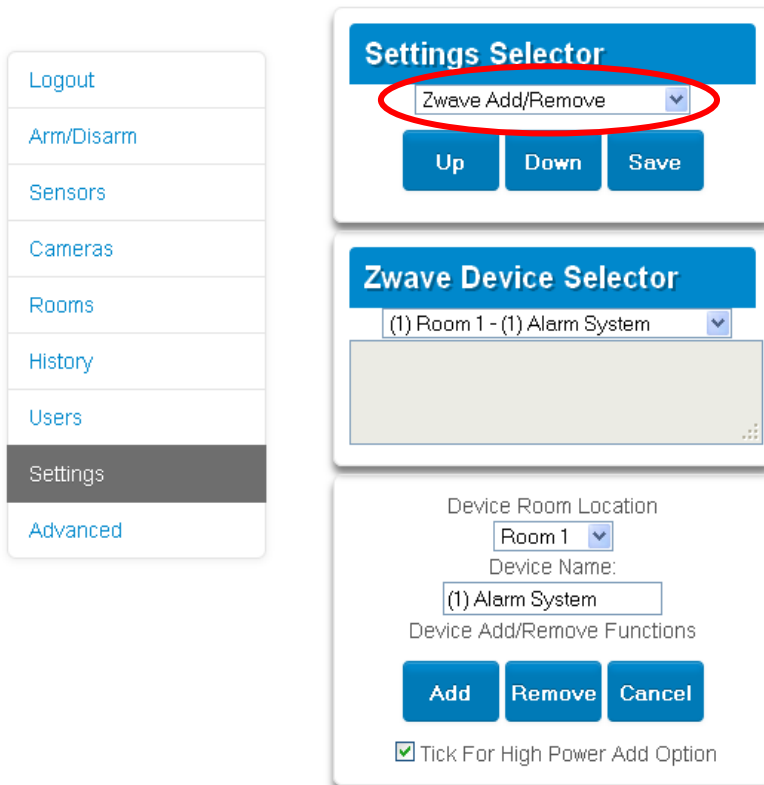 Logout
Arm/Disarm
Sensors
Cameras
Rooms
History
Users
Settings
Advanced
Settings Selector
Zwave Add/Remove
Up Down Save
Zwave Device Selector
(1) Room 1 - (1) Alarm System
Device Room Location
Room 1
Device Name:
(1) Alarm System
Device Add/Remove Functions
Add Remove Cancel
Tick For High Power Add Option